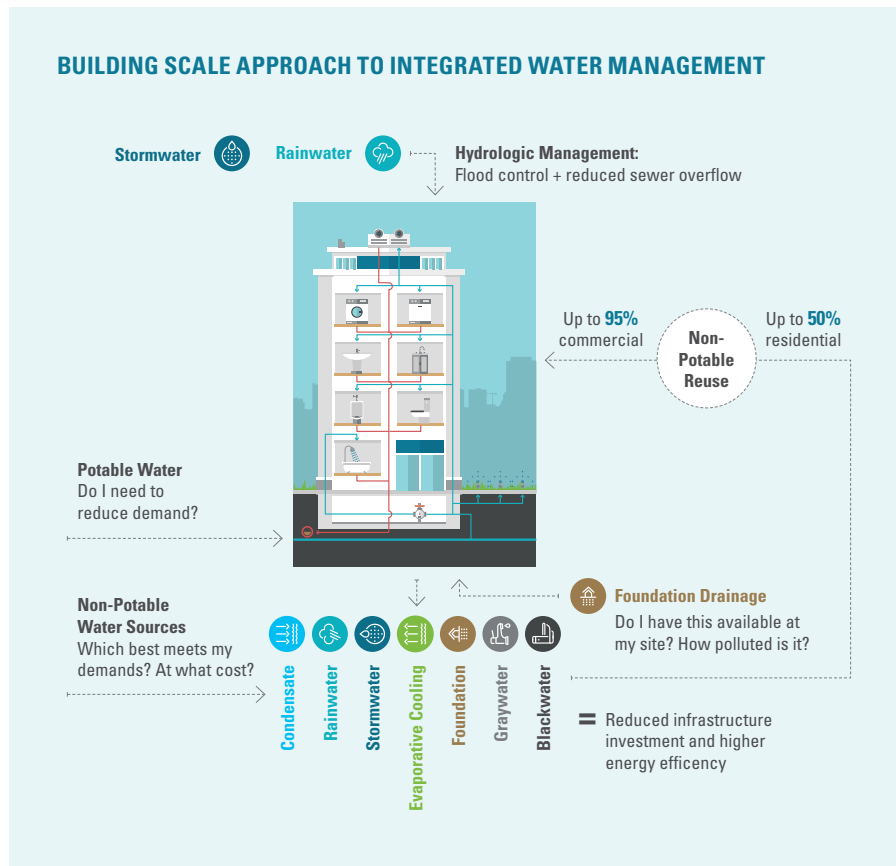 BUILDING SCALE APPROACH TO INTEGRATED WATER MANAGEMENT
Stormwater
Rainwater
Hydrologic Management:
Flood control + reduced sewer overflow
Up to 95%
commercial
Non-
Potable
Reuse
Up to 50%
residential
Potable Water
Do I need to
reduce demand?
Non-Potable
Water Sources
Which best meets my
demands? At what cost?
Foundation Drainage
Do I have this available at
my site? How polluted is it?
Condensate
Rainwater
Stormwater
Evaporative Cooling
Foundation
Graywater
Blackwater
= Reduced infrastructure
investment and higher
energy efficency